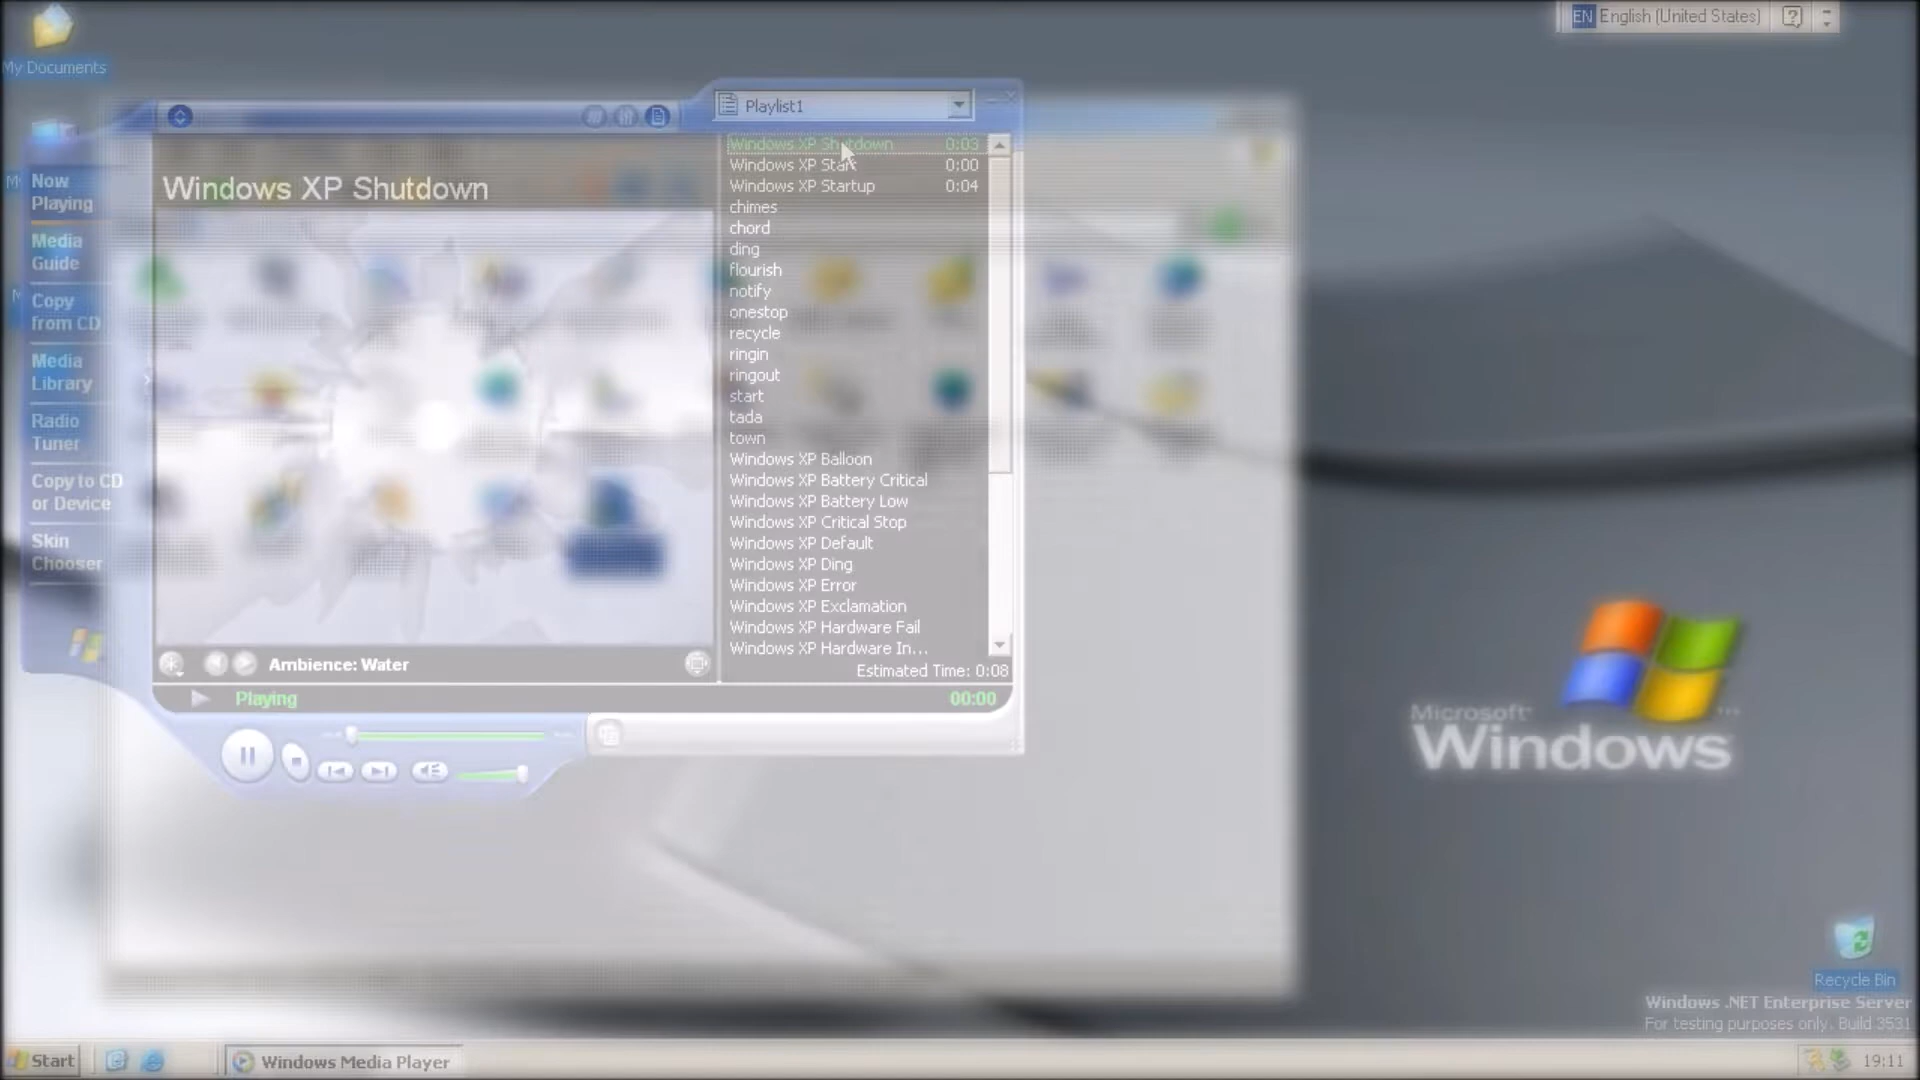 EN English (United States)
My Documents
Playlist1
Windows XP Shutdown 0:03
Windows XP Start 0:00
Windows XP Startup 0:04
chimes
chord
ding
flourish
notify
onestop
recycle
ringin
ringout
start
tada
town
Windows XP Balloon
Windows XP Battery Critical
Windows XP Battery Low
Windows XP Critical Stop
Windows XP Default
Windows XP Ding
Windows XP Error
Windows XP Exclamation
Windows XP Hardware Fail
Windows XP Hardware In...
Estimated Time: 0:08
Windows XP Shutdown
Now
Playing
Media
Guide
Copy
from CD
Media
Library
Radio
Tuner
Copy to CD
or Device
Skin
Chooser
Ambience: Water
Playing 00:00
Microsoft
Windows
Recycle Bin
Windows .NET Enterprise Server
For testing purposes only. Build 3531
Start
Windows Media Player
19:11